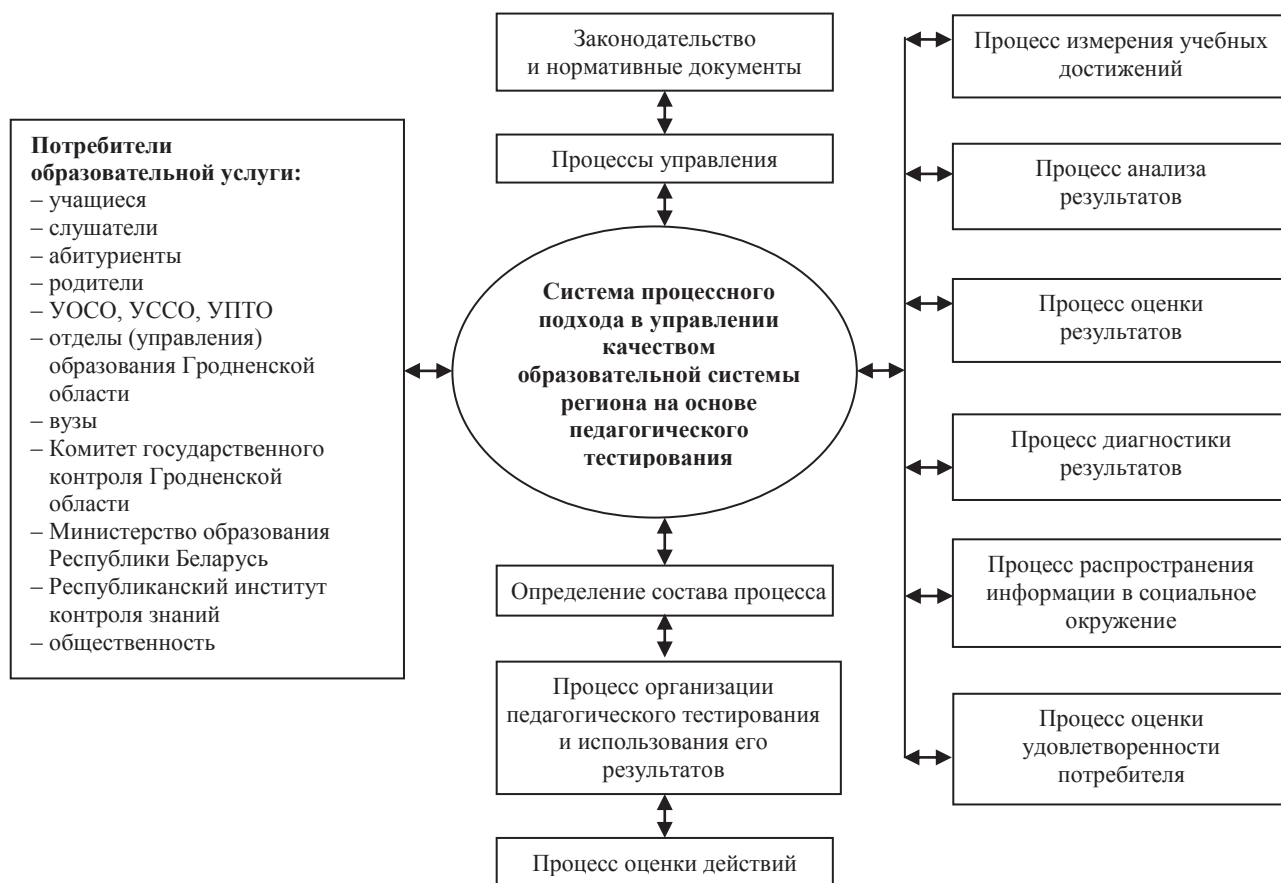 Законодательство
и нормативные документы
Процессы управления
Потребители
образовательной услуги:
– учащиеся
– слушатели
– абитуриенты
– родители
– УОСО, УССО, УПТО
– отделы (управления)
образования Гродненской
области
– вузы
– Комитет государственного
контроля Гродненской
области
– Министерство образования
Республики Беларусь
– Республиканский институт
контроля знаний
– общественность
Система процессного
подхода в управлении
качеством
образовательной системы
региона на основе
педагогического
тестирования
Определение состава процесса
Процесс организации
педагогического тестирования
и использования его
результатов
Процесс оценки действий
Процесс измерения учебных
достижений
Процесс анализа
результатов
Процесс оценки
результатов
Процесс диагностики
результатов
Процесс распространения
информации в социальное
окружение
Процесс оценки
удовлетворенности
потребителя